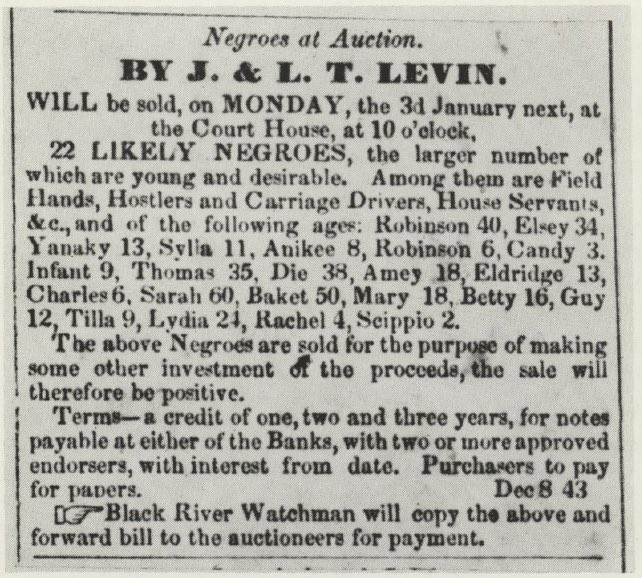 Negroes at Auction.
BY J. & L. T. LEVIN.
WILL be sold, on MONDAY, the 3d January next, at
the Court House, at 10 o'clock,
22 LIKELY NEGROES, the larger number of
which are young and desirable. Among them are Field
Hands, Hostlers and Carriage Drivers, House Servants,
&c., and of the following ages: Robinson 40, Elsey 34,
Yanaky 13, Sylla 11, Anikee 8, Robinson 6, Candy 3.
Infant 9, Thomas 35, Die 38, Amey 18, Eldridge 13,
Charles 6, Sarah 60, Baket 50, Mary 18, Betty 16, Guy
12, Tilla 9, Lydia 24, Rachel 4, Scippio 2.
The above Negroes are sold for the purpose of making
some other investment of the proceeds, the sale will
therefore be positive.
Terms—a credit of one, two and three years, for notes
payable at either of the Banks, with two or more approved
endorsers, with interest from date. Purchasers to pay
for papers. Dec 8 43
☞Black River Watchman will copy the above and
forward bill to the auctioneers for payment.